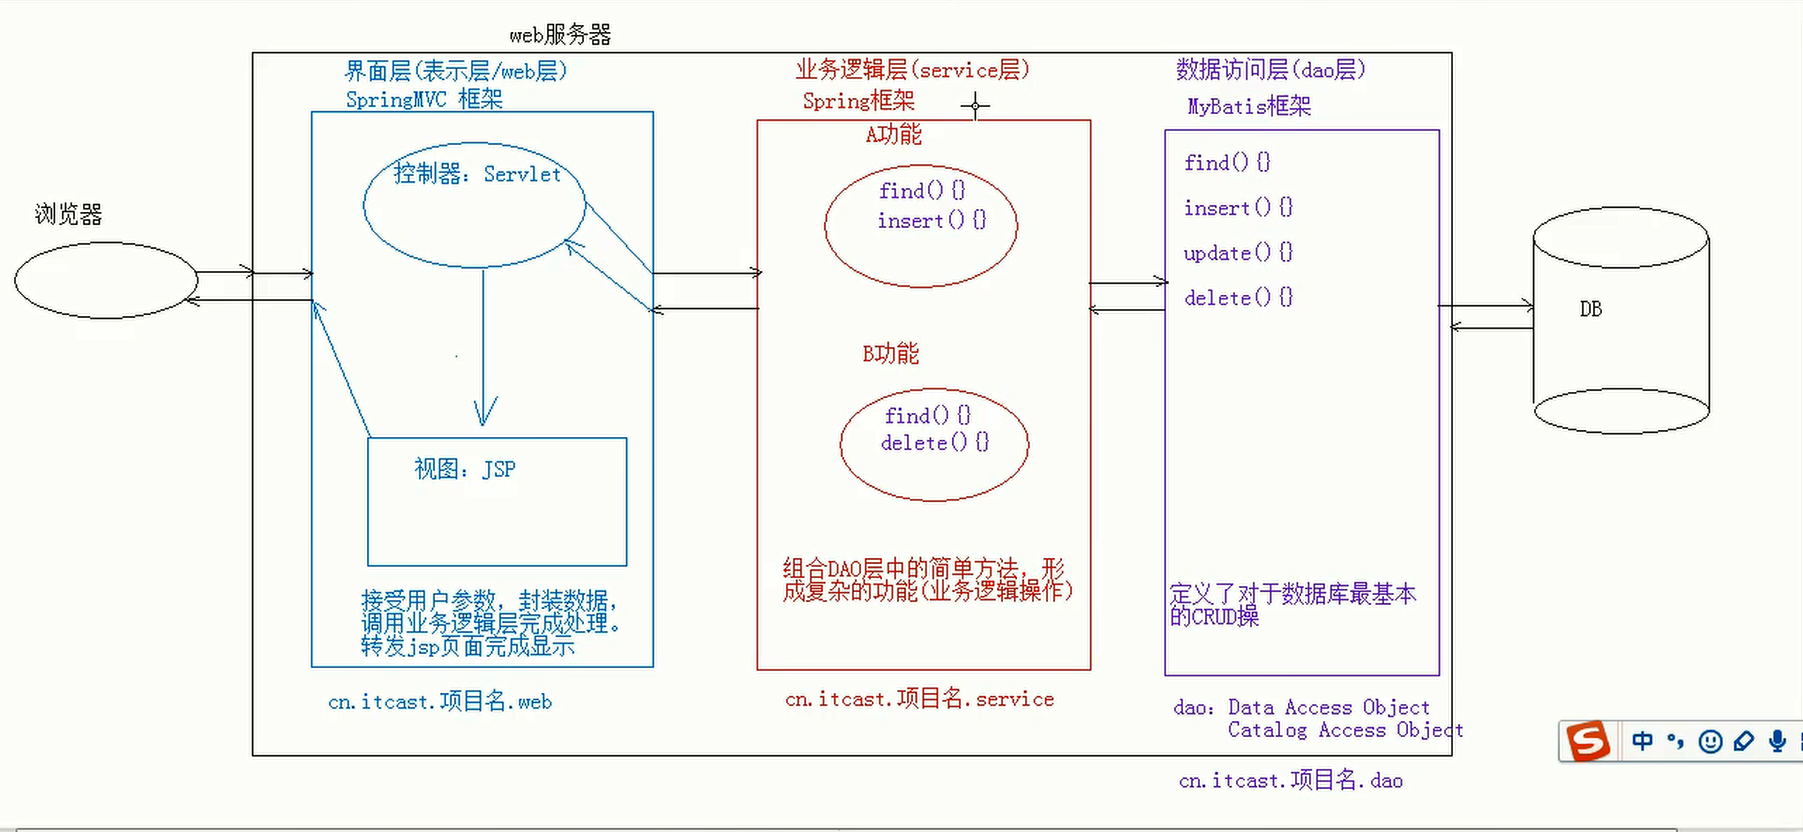 web服务器
界面层(表示层/web层)
SpringMVC 框架
控制器：Servlet
视图：JSP
接受用户参数，封装数据，
调用业务逻辑层完成处理。
转发jsp页面完成显示
cn.itcast.项目名.web
业务逻辑层(service层)
Spring框架
A功能
find(){}
insert(){}
B功能
find(){}
delete(){}
组合DAO层中的简单方法，形
成复杂的功能(业务逻辑操作)
cn.itcast.项目名.service
数据访问层(dao层)
MyBatis框架
find(){}
insert(){}
update(){}
delete(){}
定义了对于数据库最基本
的CRUD操
dao：Data Access Object
Catalog Access Object
cn.itcast.项目名.dao
浏览器
DB
S 中